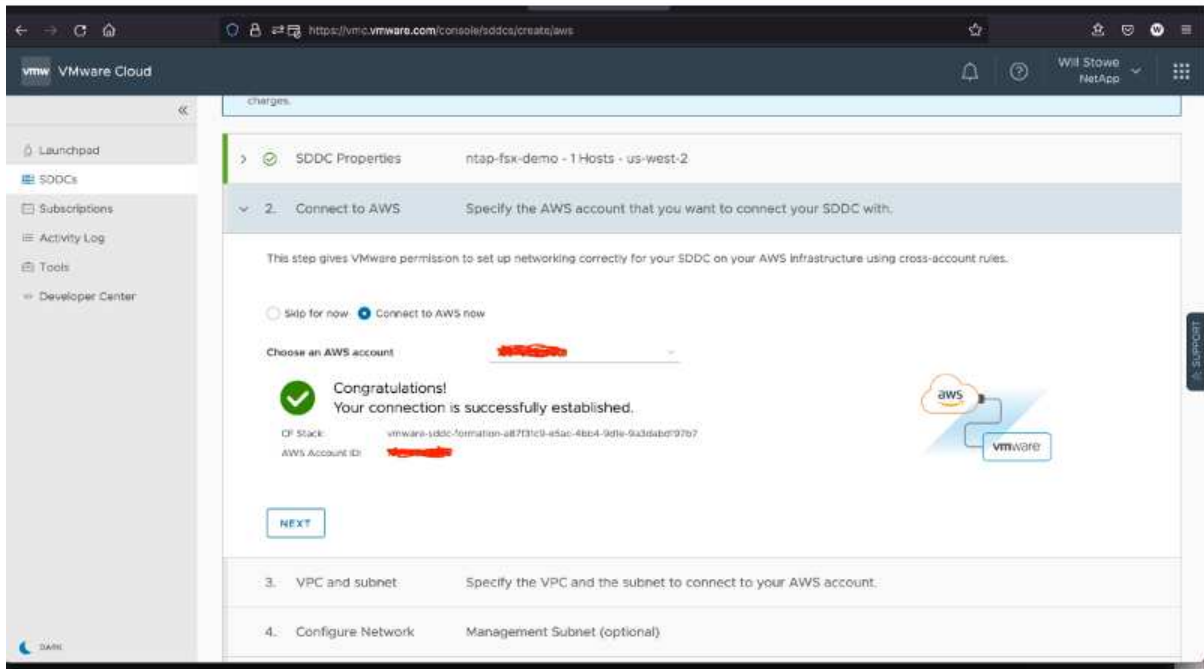 https://vmc.vmware.com/console/sddcs/create/aws
W
vmw VMware Cloud
Will Stowe
NetApp
charges.
Launchpad
SDDCs
Subscriptions
Activity Log
Tools
Developer Center
SDDC Properties ntap-fsx-demo - 1 Hosts - us-west-2
2. Connect to AWS Specify the AWS account that you want to connect your SDDC with.
This step gives VMware permission to set up networking correctly for your SDDC on your AWS infrastructure using cross-account rules.
Skip for now Connect to AWS now
Choose an AWS account
Congratulations!
Your connection is successfully established.
CF Stack:
AWS Account ID:
aws
vmware
NEXT
3. VPC and subnet Specify the VPC and the subnet to connect to your AWS account.
4. Configure Network Management Subnet (optional)
DARK
SUPPORT